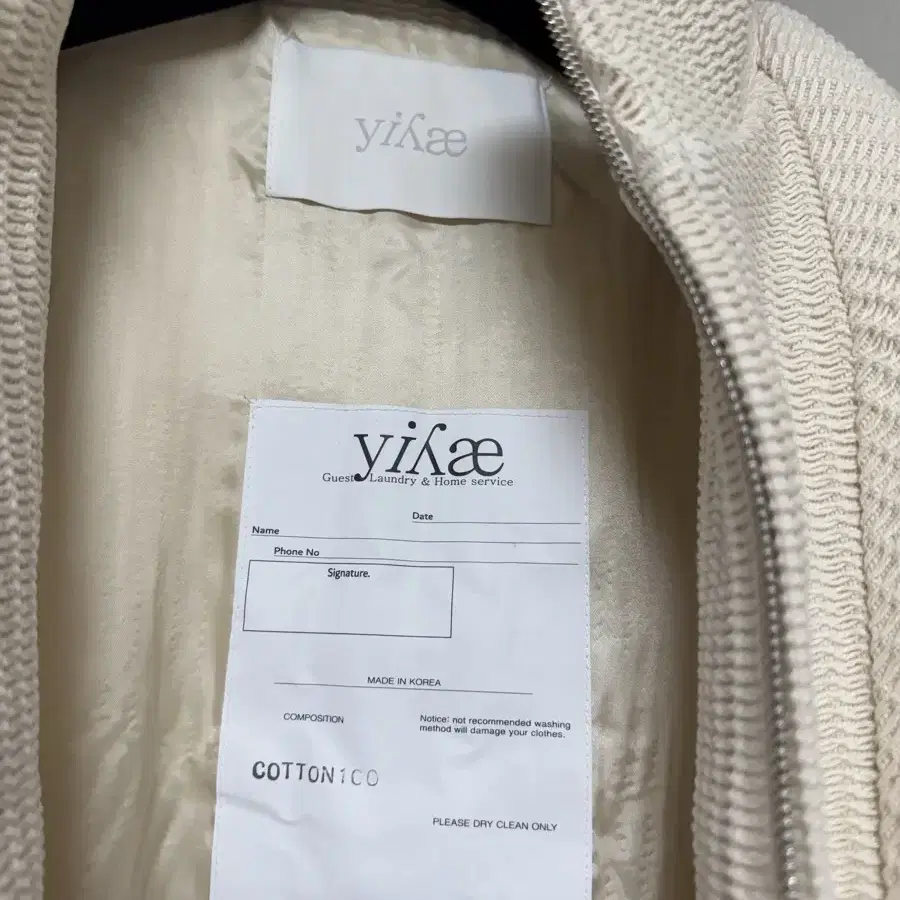 yiʎæ
yiʎæ
Guest Laundry & Home service
Date
Name
Phone No
Signature.
MADE IN KOREA
COMPOSITION
Notice: not recommended washing
method will damage your clothes.
COTTON100
PLEASE DRY CLEAN ONLY